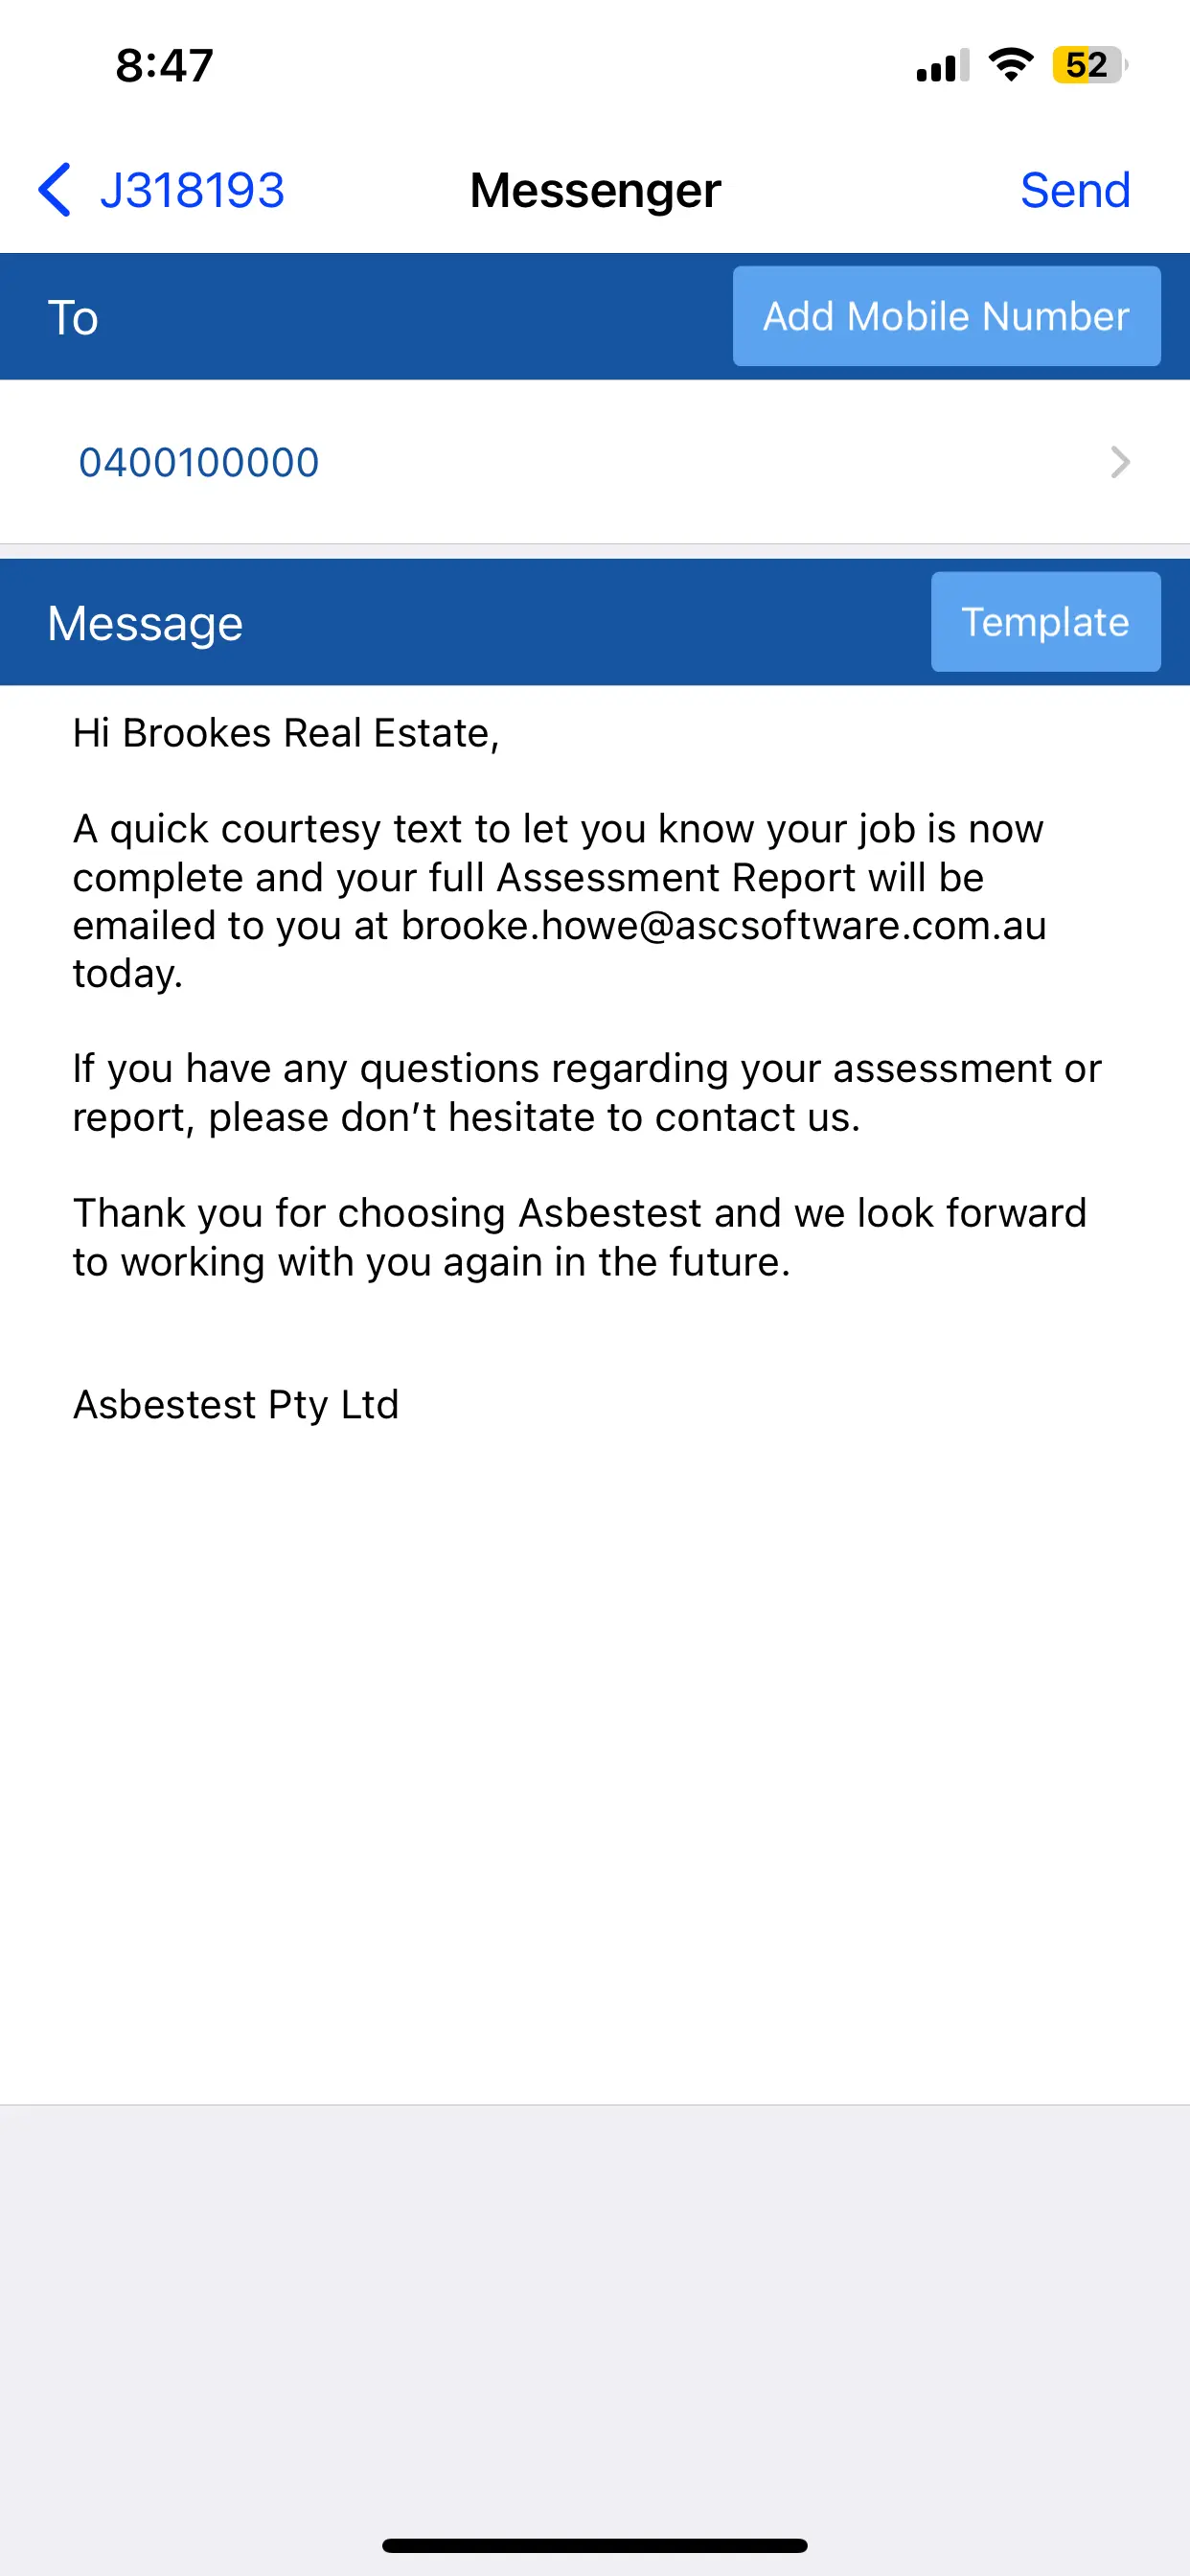 8:47
52
J318193
Messenger
Send
To
Add Mobile Number
0400100000
Message
Template
Hi Brookes Real Estate,
A quick courtesy text to let you know your job is now
complete and your full Assessment Report will be
emailed to you at brooke.howe@ascsoftware.com.au
today.
If you have any questions regarding your assessment or
report, please don’t hesitate to contact us.
Thank you for choosing Asbestest and we look forward
to working with you again in the future.
Asbestest Pty Ltd